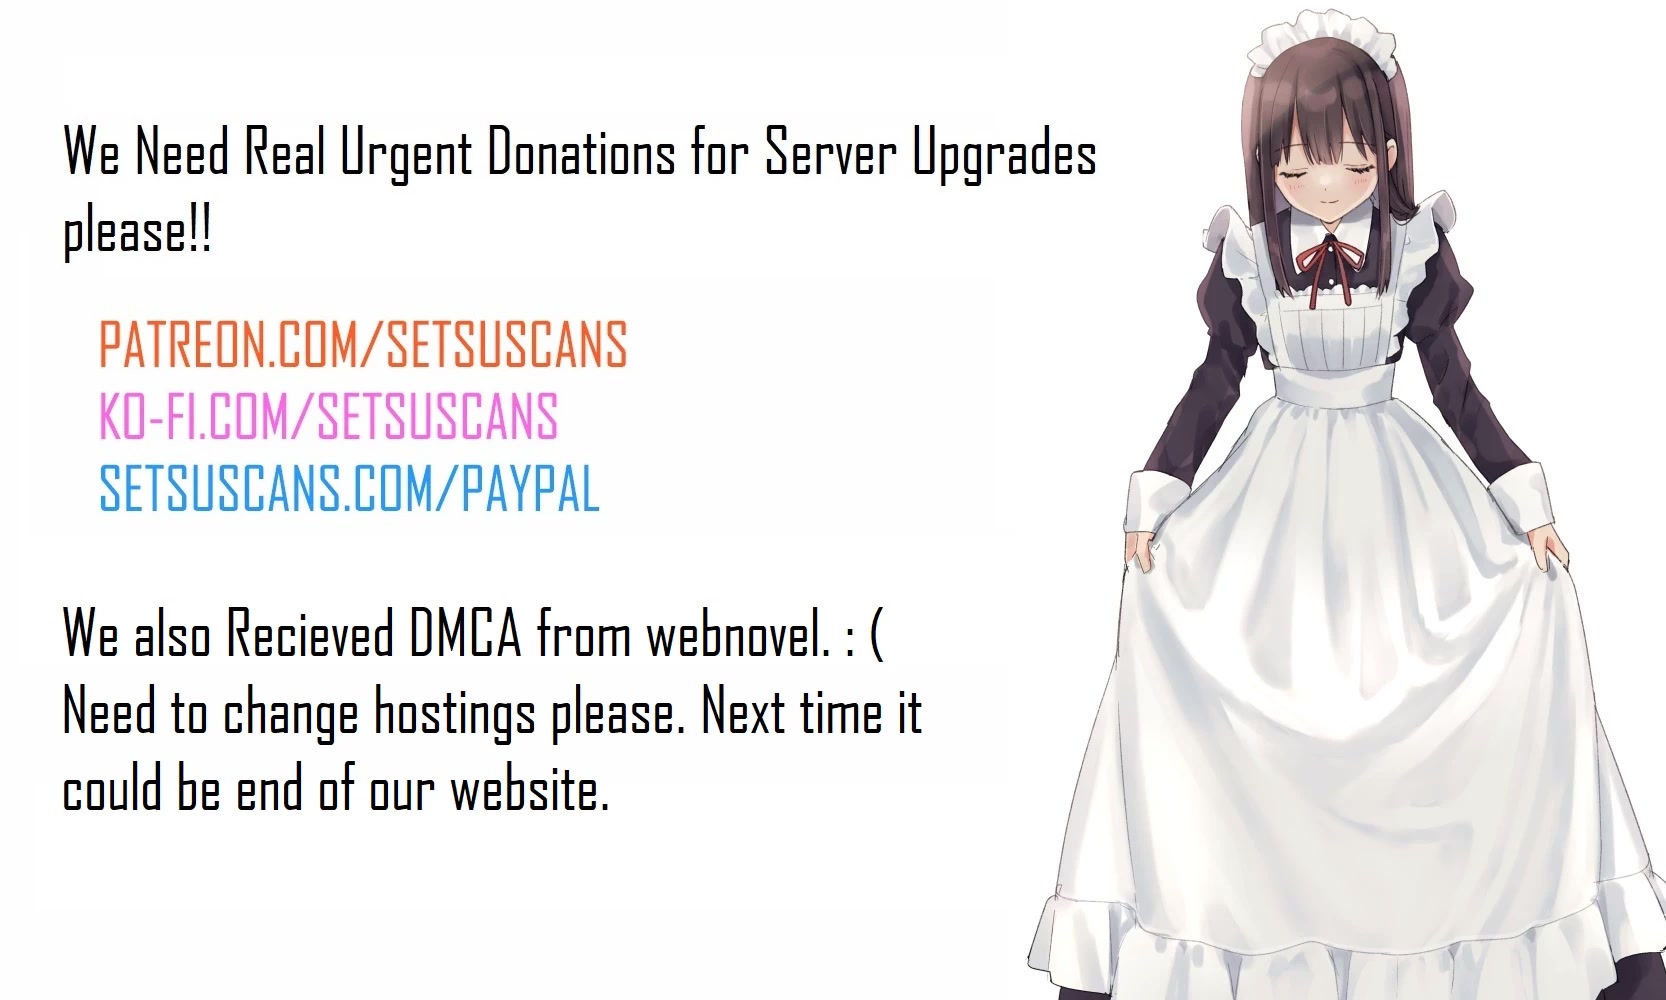 We Need Real Urgent Donations for Server Upgrades
please!!
PATREON.COM/SETSUSCANS
KO-FI.COM/SETSUSCANS
SETSUSCANS.COM/PAYPAL
We also Recieved DMCA from webnovel. : (
Need to change hostings please. Next time it
could be end of our website.